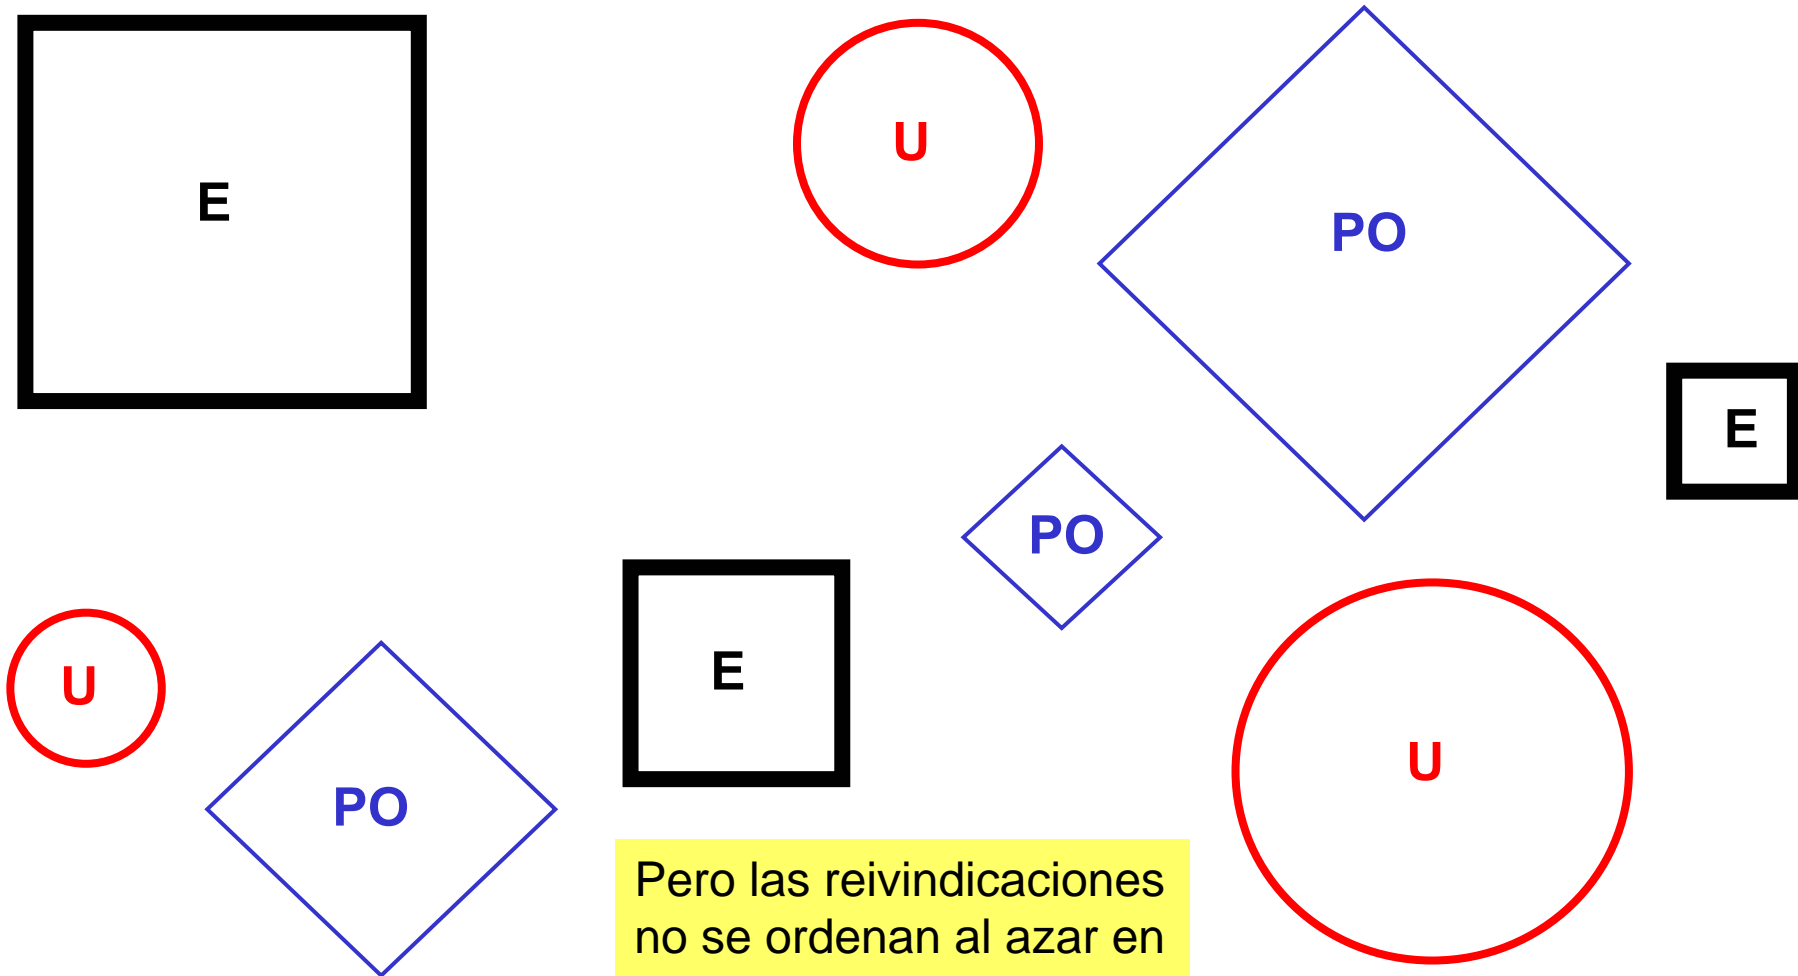 U
E
PO
E
PO
E
U
U
PO
Pero las reivindicaciones
no se ordenan al azar en